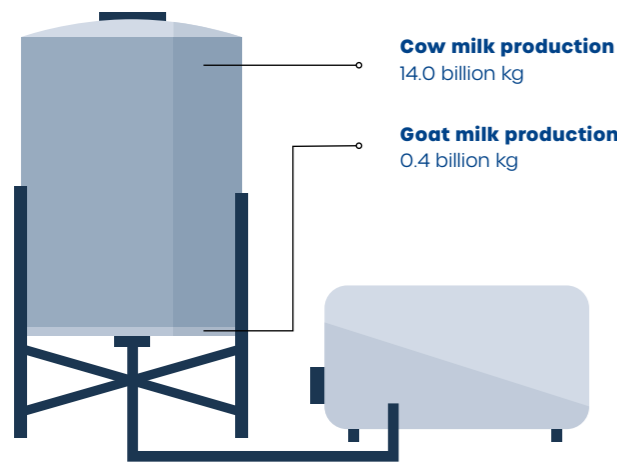 Cow milk production
14.0 billion kg
Goat milk production
0.4 billion kg